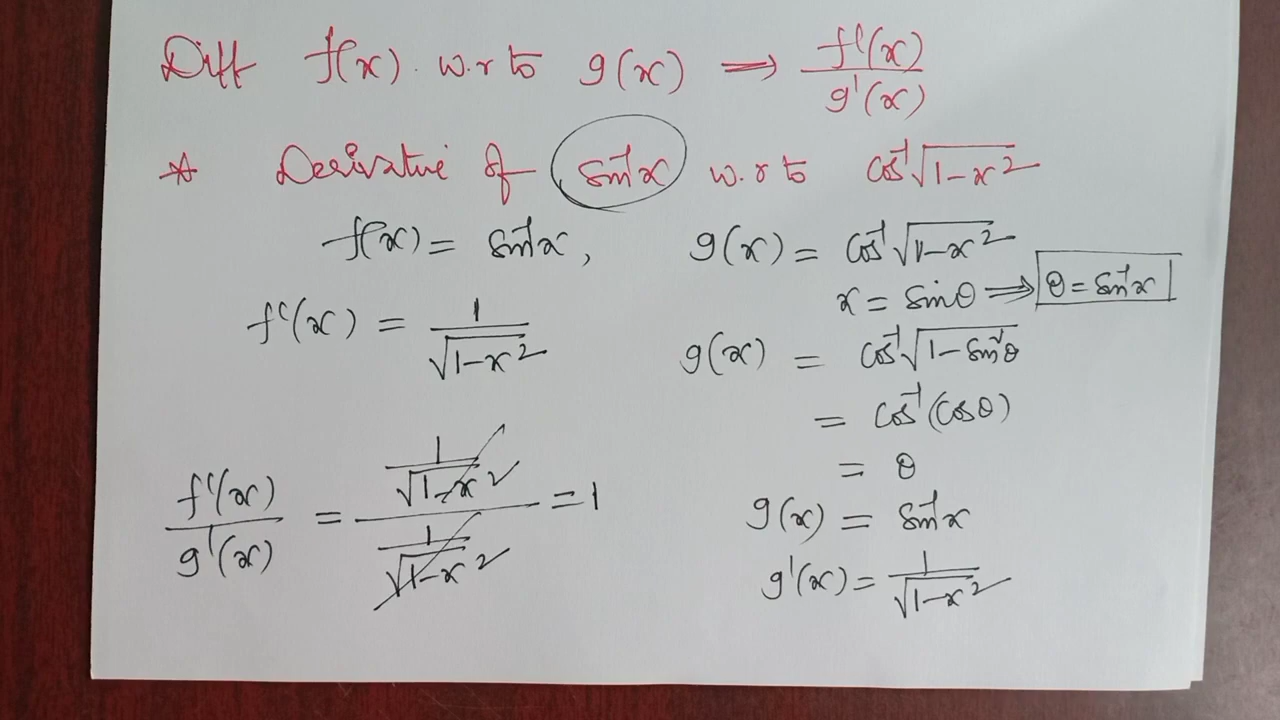 Diff f(x) w.r to g(x) ⟹ f'(x)/g'(x)
* Derivative of sin⁻¹x w.r to cos⁻¹√(1-x²)
f(x) = sin⁻¹x, g(x) = cos⁻¹√(1-x²)
x = sinθ ⟹ θ = sin⁻¹x
f'(x) = 1/√(1-x²)
g(x) = cos⁻¹√(1-sin²θ)
= cos⁻¹(cosθ)
= θ
g(x) = sin⁻¹x
g'(x) = 1/√(1-x²)
f'(x)/g'(x) = (1/√(1-x²))/(1/√(1-x²)) = 1